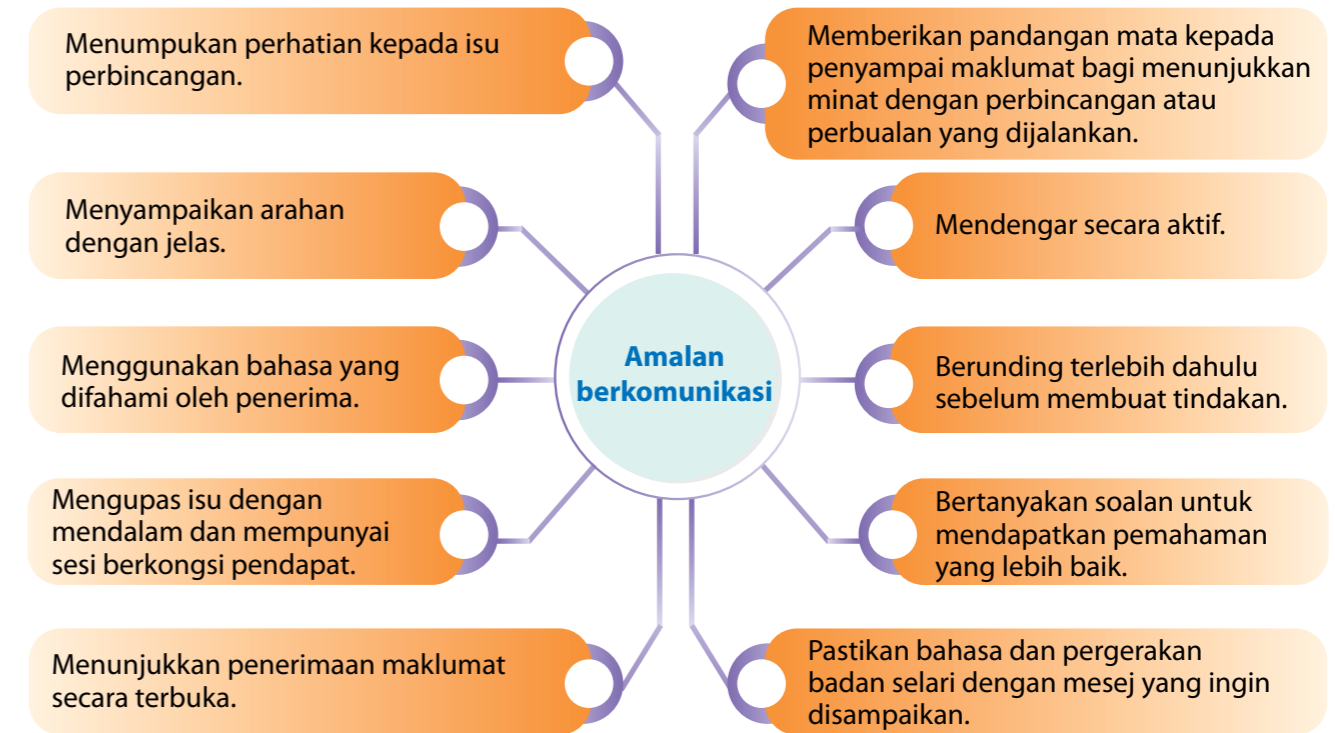 Menumpukan perhatian kepada isu
perbincangan.
Memberikan pandangan mata kepada
penyampai maklumat bagi menunjukkan
minat dengan perbincangan atau
perbualan yang dijalankan.
Menyampaikan arahan
dengan jelas.
Mendengar secara aktif.
Menggunakan bahasa yang
difahami oleh penerima.
Amalan
berkomunikasi
Berunding terlebih dahulu
sebelum membuat tindakan.
Mengupas isu dengan
mendalam dan mempunyai
sesi berkongsi pendapat.
Bertanyakan soalan untuk
mendapatkan pemahaman
yang lebih baik.
Menunjukkan penerimaan maklumat
secara terbuka.
Pastikan bahasa dan pergerakan
badan selari dengan mesej yang ingin
disampaikan.